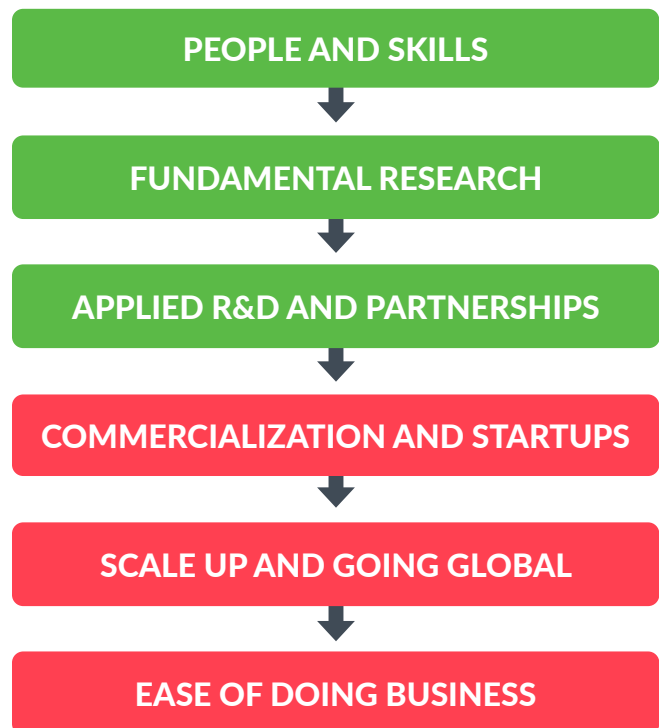 PEOPLE AND SKILLS
FUNDAMENTAL RESEARCH
APPLIED R&D AND PARTNERSHIPS
COMMERCIALIZATION AND STARTUPS
SCALE UP AND GOING GLOBAL
EASE OF DOING BUSINESS